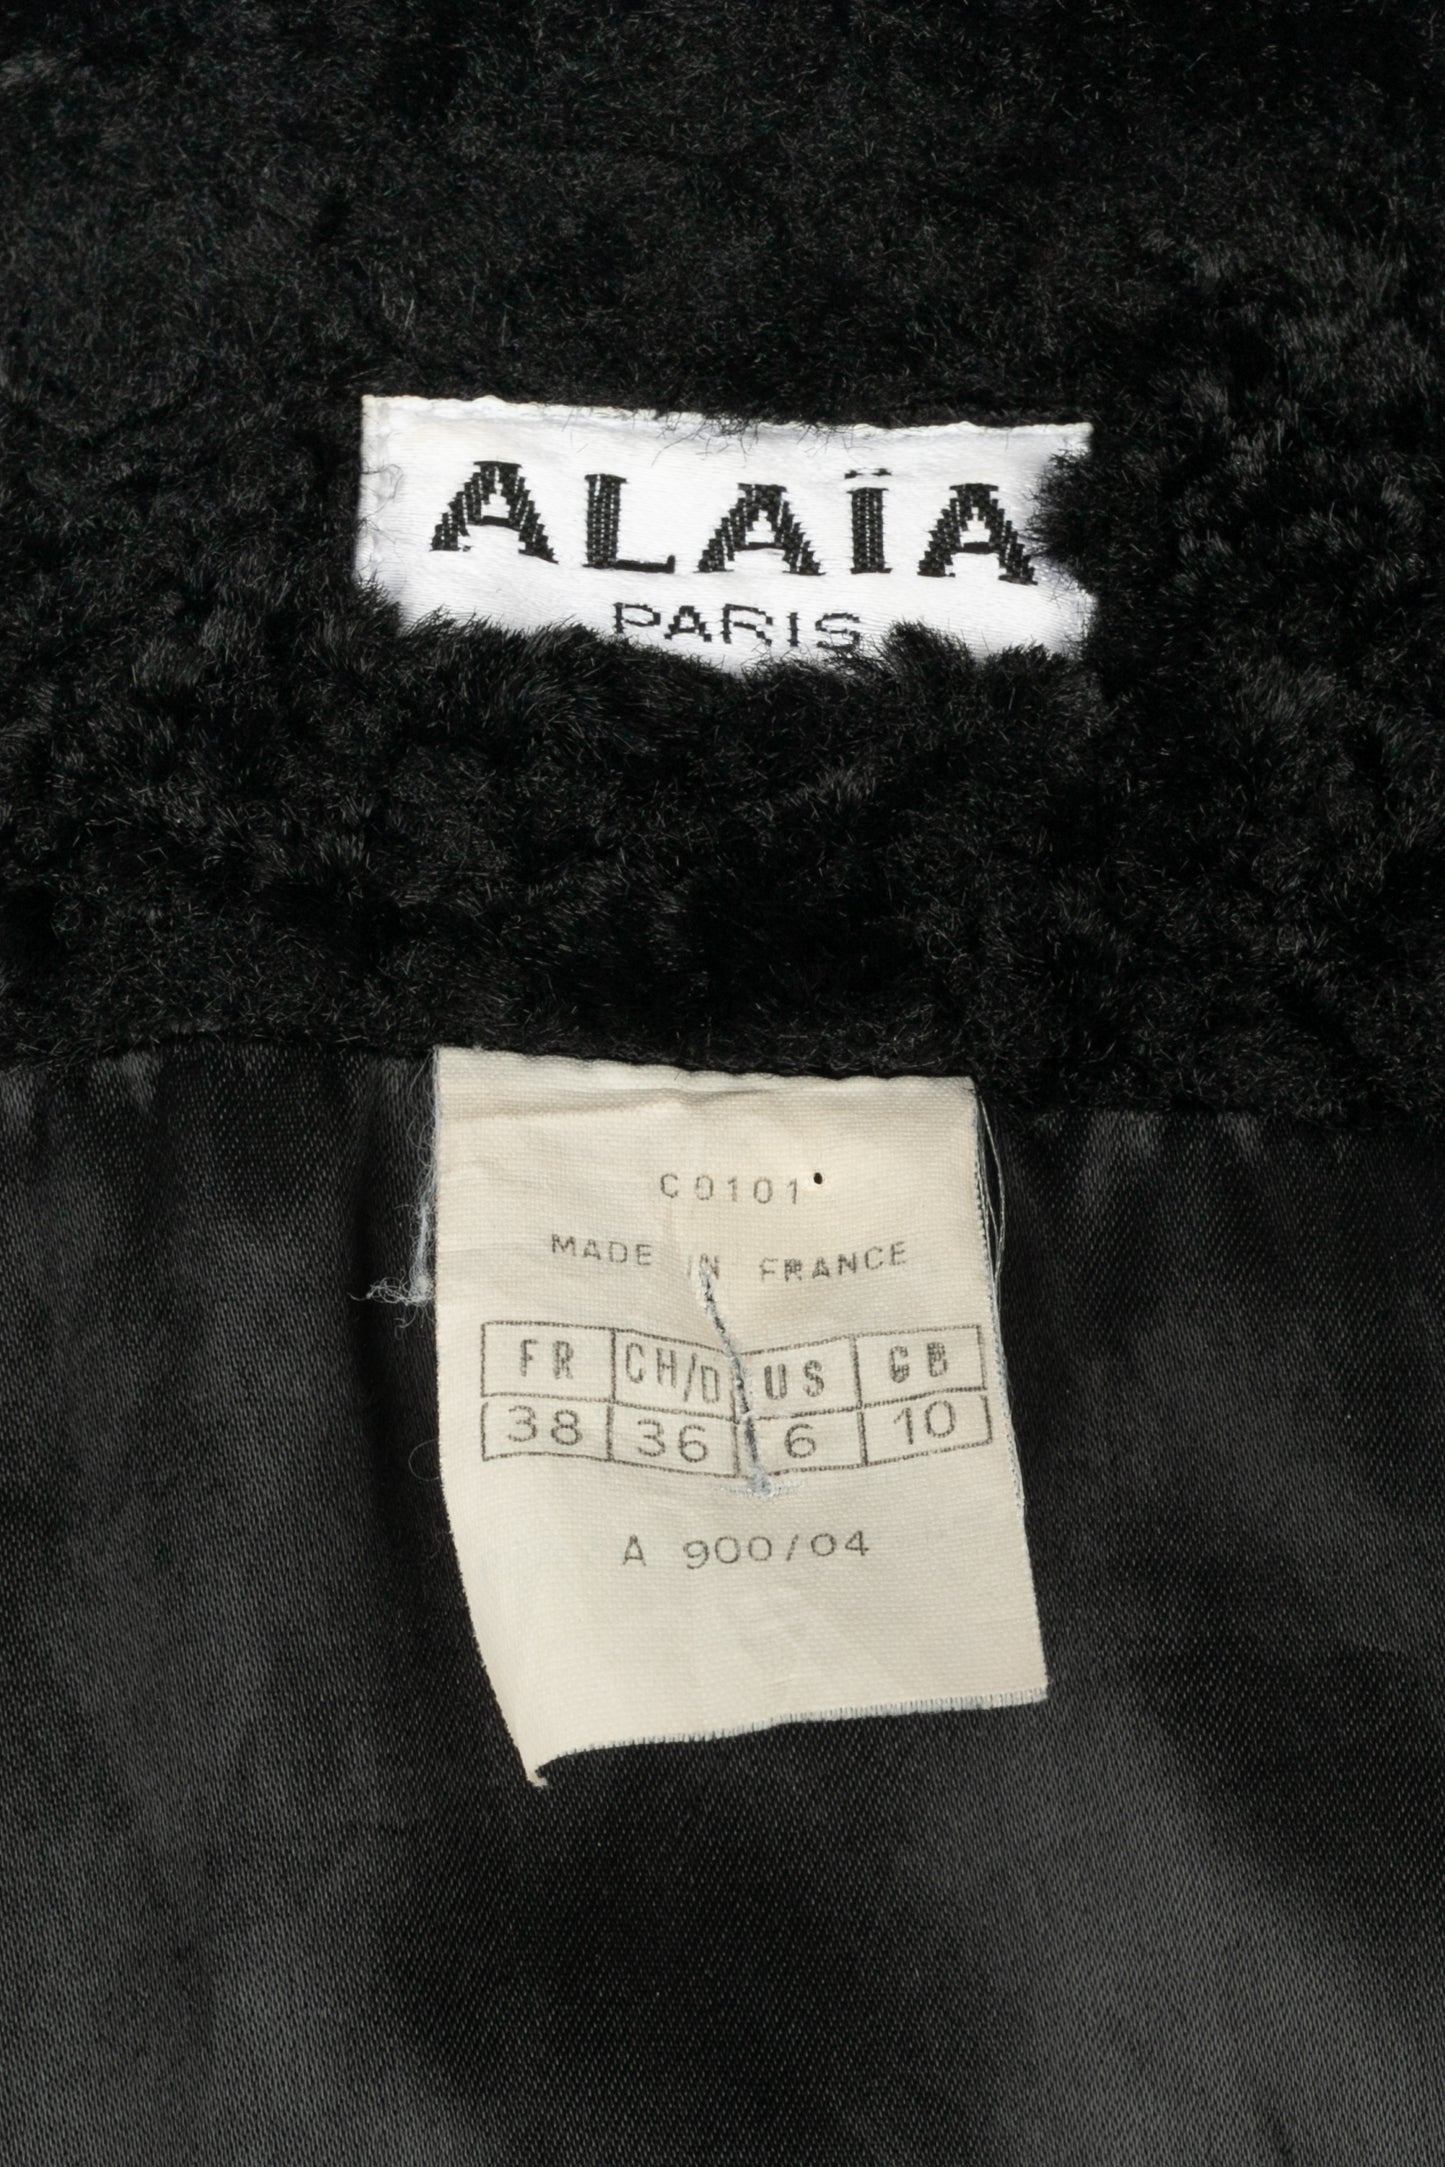 ALAÏA
PARIS
C0101
MADE IN FRANCE
FR CH/D US GB
38 36 6 10
A 900/04